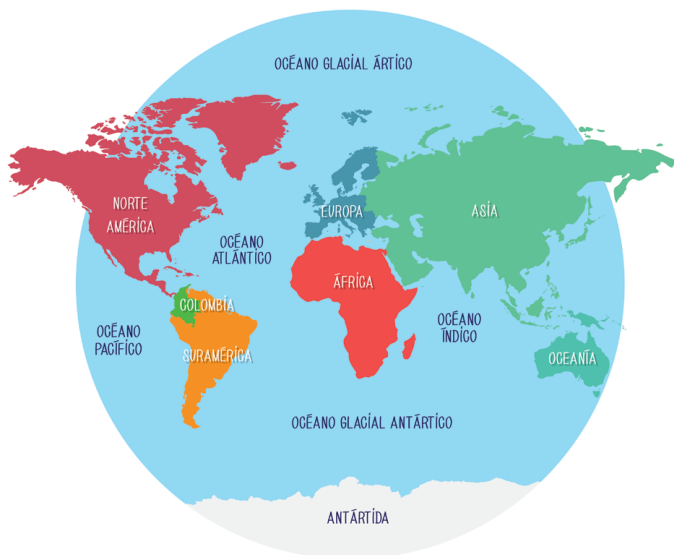 OCÉANO GLACIAL ÁRTICO
NORTE
AMÉRICA
EUROPA
ASIA
OCÉANO
ATLÁNTICO
ÁFRICA
COLOMBIA
OCÉANO
PACÍFICO
OCÉANO
ÍNDICO
SURAMÉRICA
OCEANÍA
OCÉANO GLACIAL ANTÁRTICO
ANTÁRTIDA